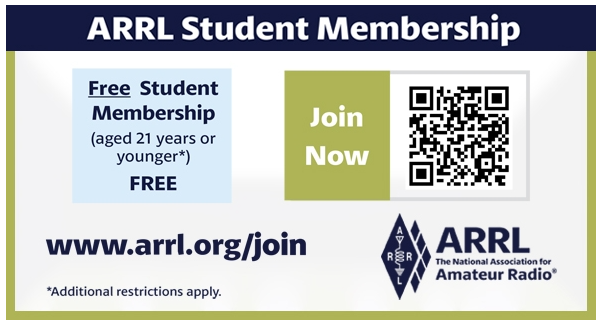 ARRL Student Membership
Free Student
Membership
(aged 21 years or
younger*)
FREE
Join
Now
www.arrl.org/join
A
R R
L
ARRL
The National Association for
Amateur Radio®
*Additional restrictions apply.